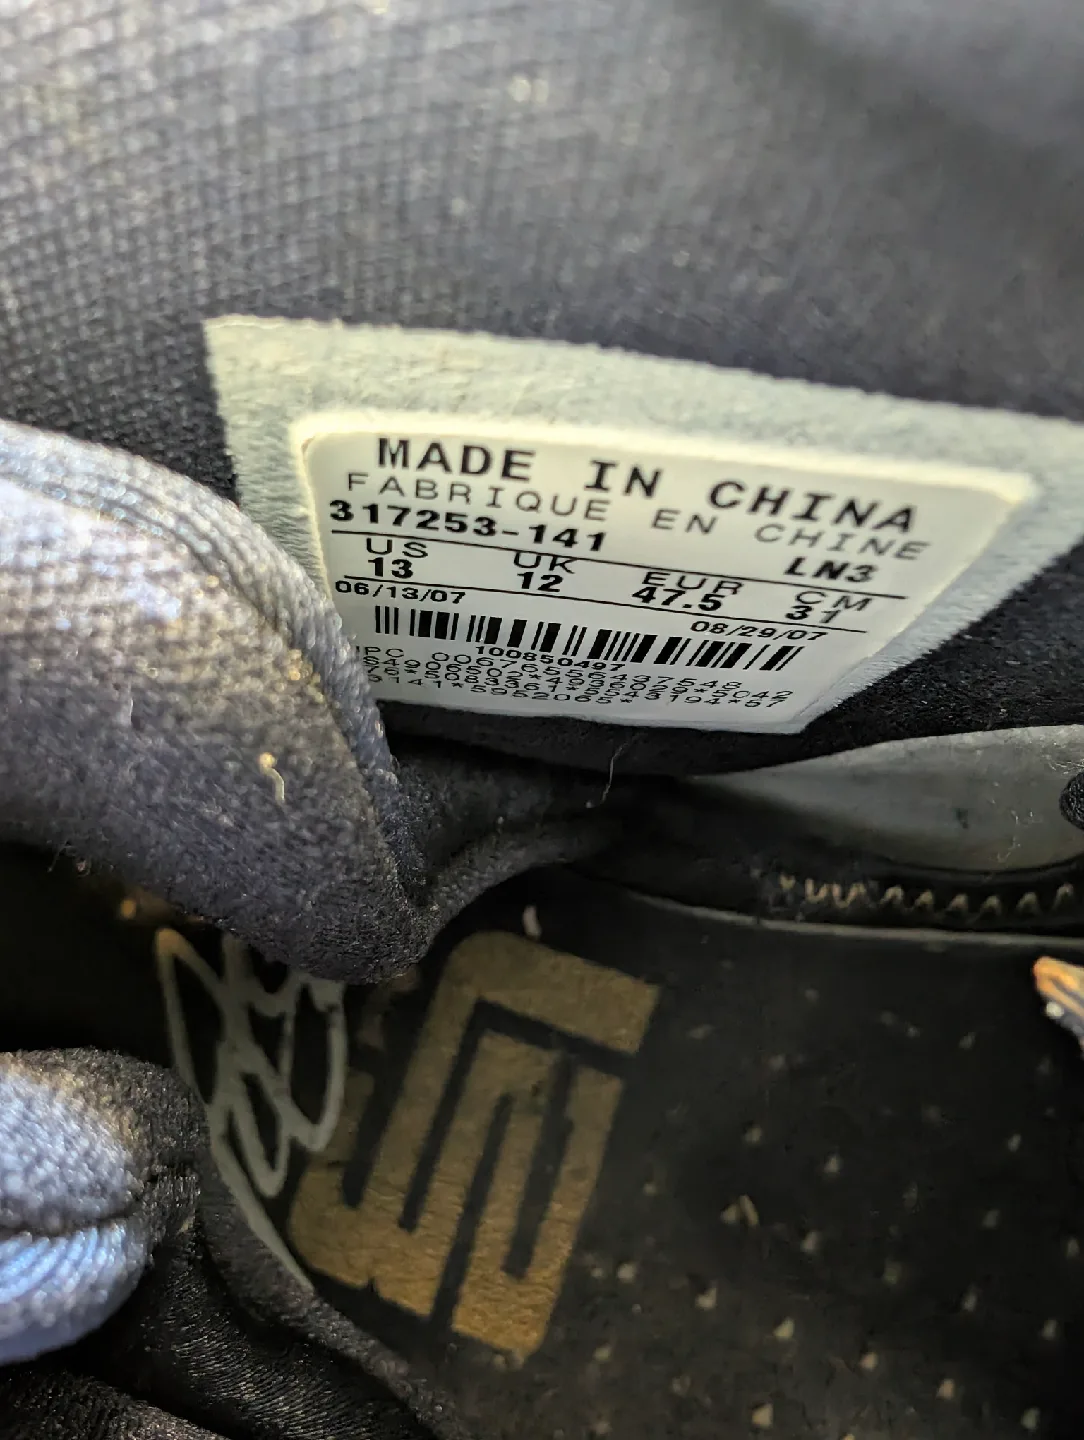 MADE IN CHINA
FABRIQUE EN CHINE
317253-141 LN3
US UK EUR CM
13 12 47.5 31
06/13/07 08/29/07
100850497